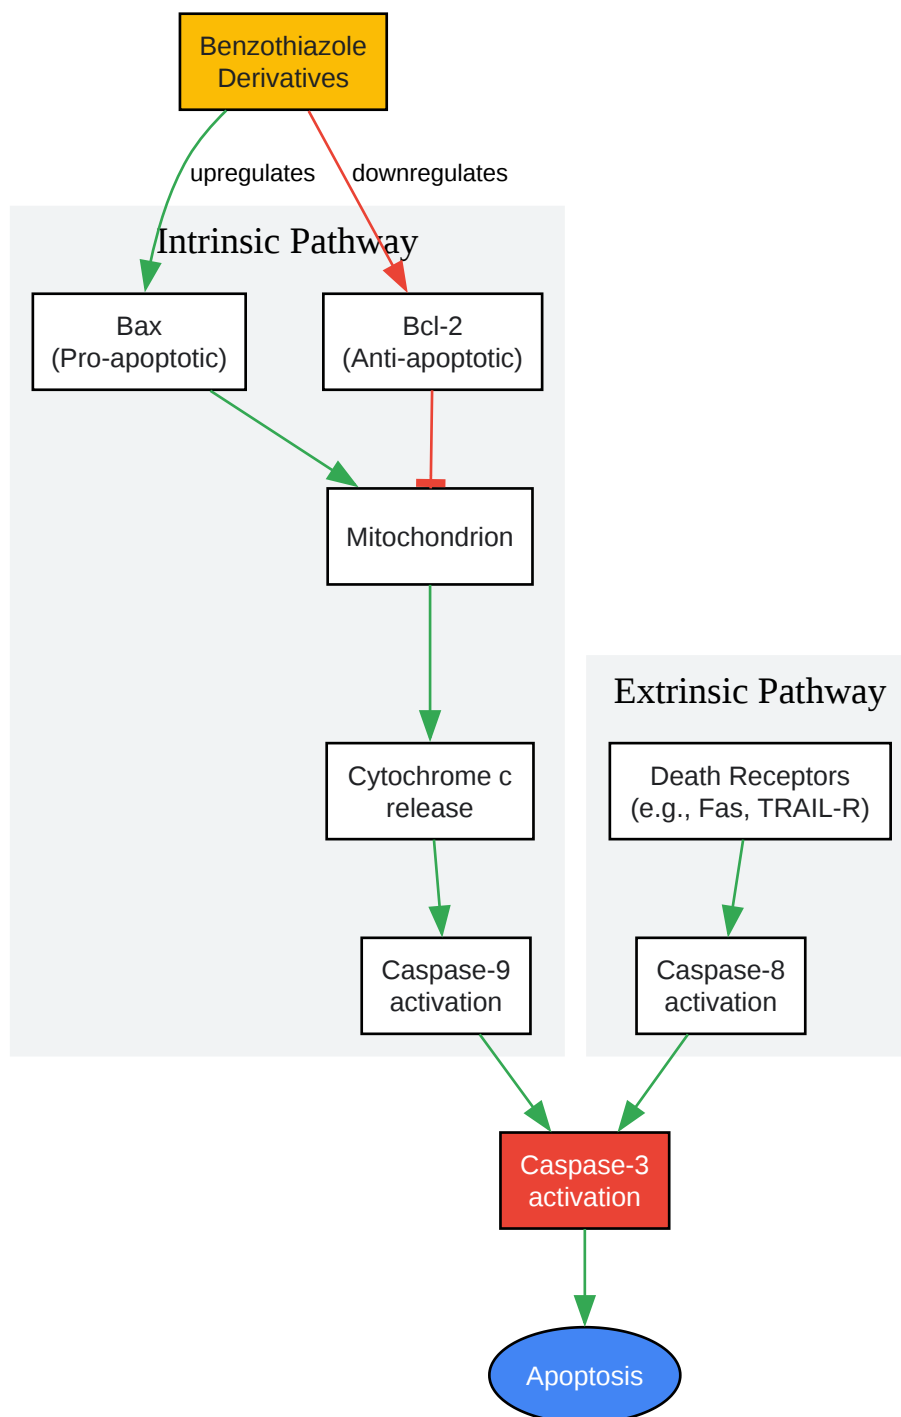 Benzothiazole
Derivatives
upregulates
downregulates
Intrinsic Pathway
Bax
(Pro-apoptotic)
Bcl-2
(Anti-apoptotic)
Mitochondrion
Extrinsic Pathway
Cytochrome c
release
Death Receptors
(e.g., Fas, TRAIL-R)
Caspase-9
activation
Caspase-8
activation
Caspase-3
activation
Apoptosis